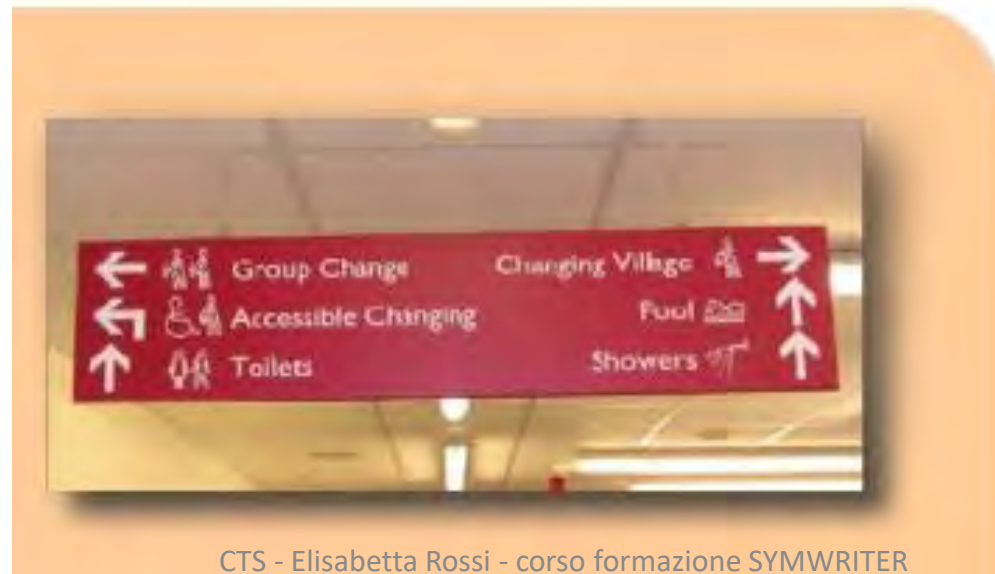 Group Change
Changing Village
Accessible Changing
Pool
Toilets
Showers
CTS - Elisabetta Rossi - corso formazione SYMWRITER